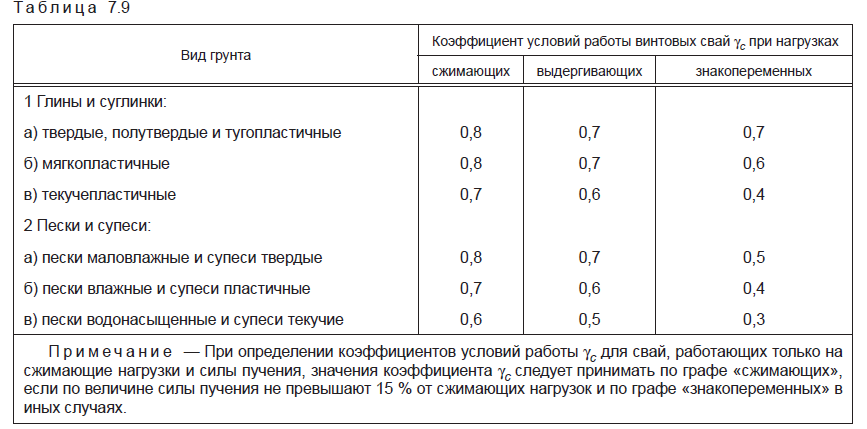 Таблица 7.9
Вид грунта
Коэффициент условий работы винтовых свай γc при нагрузках
сжимающих выдергивающих знакопеременных
1 Глины и суглинки:
а) твердые, полутвердые и тугопластичные 0,8 0,7 0,7
б) мягкопластичные 0,8 0,7 0,6
в) текучепластичные 0,7 0,6 0,4
2 Пески и супеси:
а) пески маловлажные и супеси твердые 0,8 0,7 0,5
б) пески влажные и супеси пластичные 0,7 0,6 0,4
в) пески водонасыщенные и супеси текучие 0,6 0,5 0,3
Примечание — При определении коэффициентов условий работы γc для свай, работающих только на
сжимающие нагрузки и силы пучения, значения коэффициента γc следует принимать по графе «сжимающих»,
если по величине силы пучения не превышают 15 % от сжимающих нагрузок и по графе «знакопеременных» в
иных случаях.